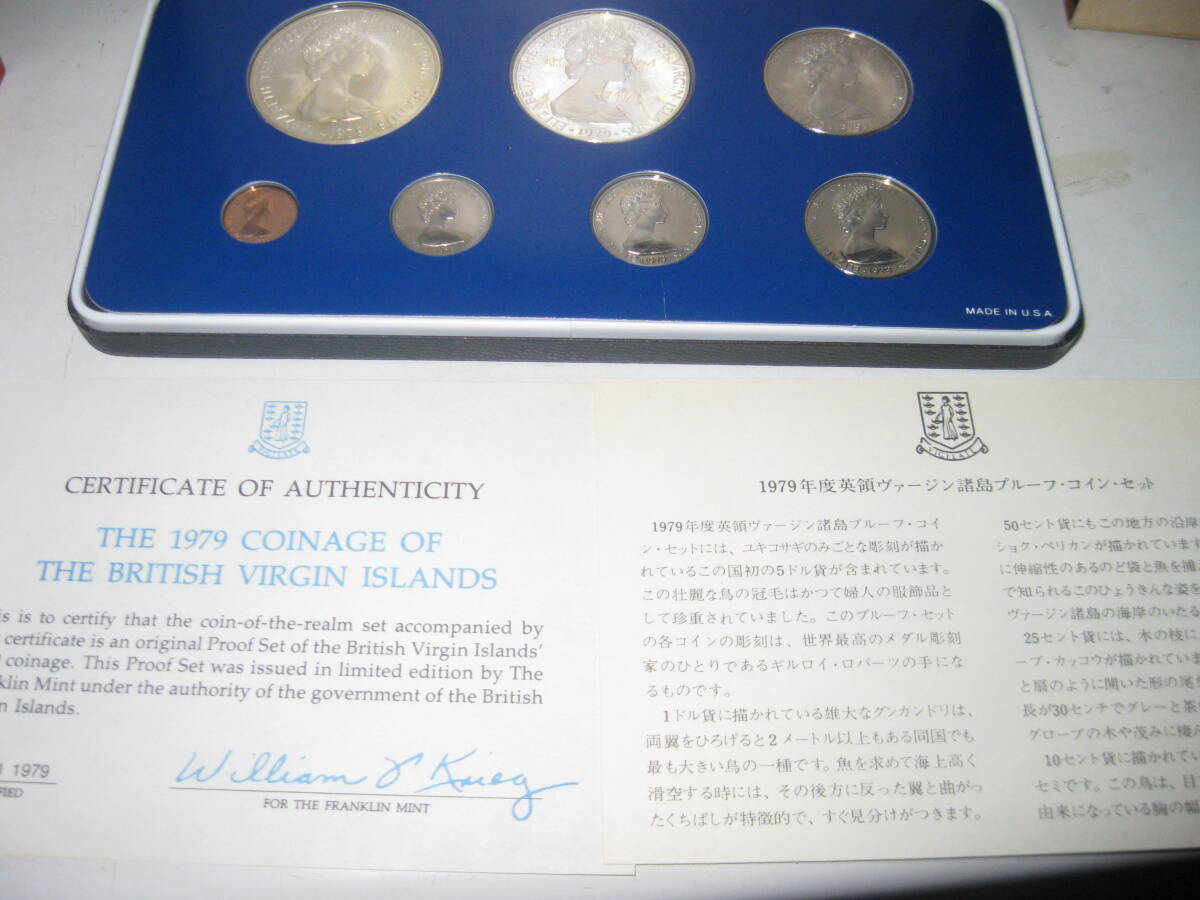 1979
MADE IN U.S.A.
CERTIFICATE OF AUTHENTICITY
THE 1979 COINAGE OF
THE BRITISH VIRGIN ISLANDS
is is to certify that the coin-of-the-realm set accompanied by
certificate is an original Proof Set of the British Virgin Islands'
coinage. This Proof Set was issued in limited edition by The
klin Mint under the authority of the government of the British
n Islands.
1979
FIED
William
FOR THE FRANKLIN MINT
VIGILATE
1979年度英領ヴァージン諸島プルーフ・コイン・セット
1979年度英領ヴァージン諸島プルーフ・コイ
ン・セットには、ユキコサギのみごとな彫刻が描か
れているこの国初の5ドル貨が含まれています。
この壮麗な鳥の冠毛はかつて婦人の服飾品と
して珍重されていました。このプルーフ・セット
の各コインの彫刻は、世界最高のメダル彫刻
家のひとりであるギルロイ・ロバーツの手にな
るものです。
1ドル貨に描かれている雄大なグンカンドリは、
両翼をひろげると2メートル以上もある同国でも
最も大きい鳥の一種です。魚を求めて海上高く
滑空する時には、その後方に反った翼と曲がっ
たくちばしが特徴的で、すぐ見分けがつきます。
50セント貨にもこの地方の沿岸
ショク・ペリカンが描かれています
に伸縮性のあるのど袋と魚を捕
で知られるこのひょうきんな姿を
ヴァージン諸島の海岸のいたる
25セント貨には、木の枝に
ーブ・カッコウが描かれていま
と扇のように開いた形の尾
長が30センチでグレーと茶
グローブの木や茂みに棲ん
10セント貨に描かれてい
セミです。この鳥は、目
由来になっている胸の幅